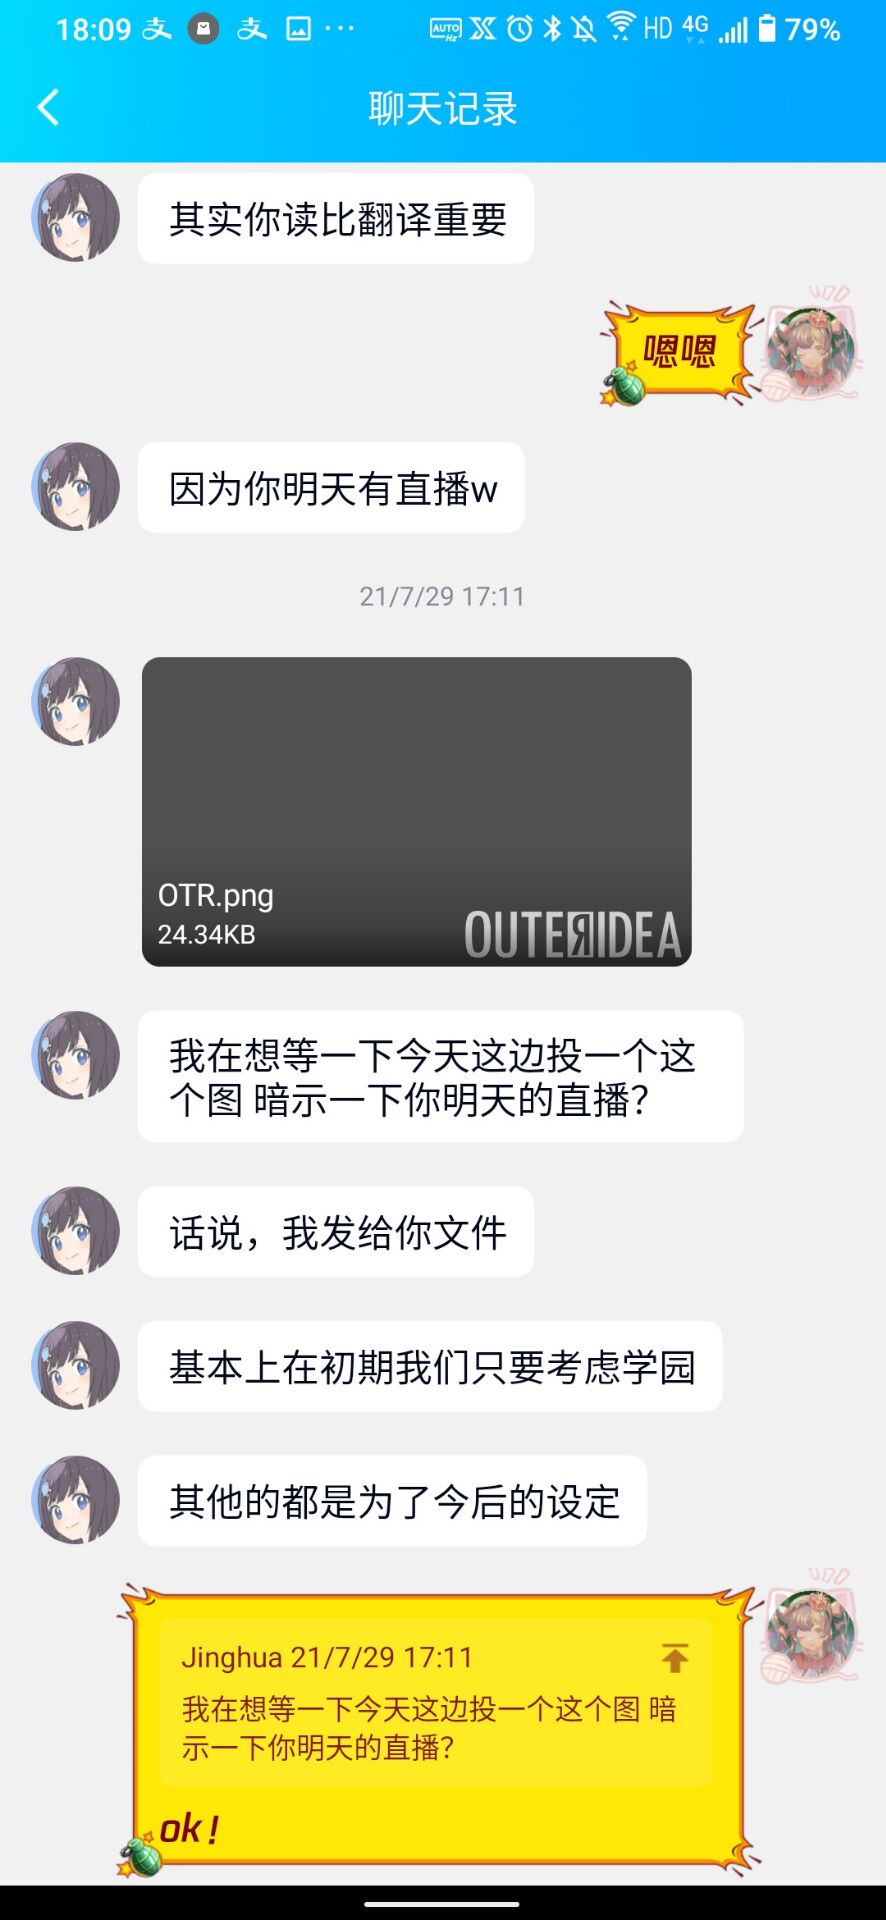 18:09 支 支 ··· AUTO Hz HD 4G 79%
聊天记录
其实你读比翻译重要
嗯嗯
因为你明天有直播w
21/7/29 17:11
OTR.png
24.34KB
OUTERIDEA
我在想等一下今天这边投一个这
个图 暗示一下你明天的直播？
话说，我发给你文件
基本上在初期我们只要考虑学园
其他的都是为了今后的设定
Jinghua 21/7/29 17:11
我在想等一下今天这边投一个这个图 暗
示一下你明天的直播？
ok!